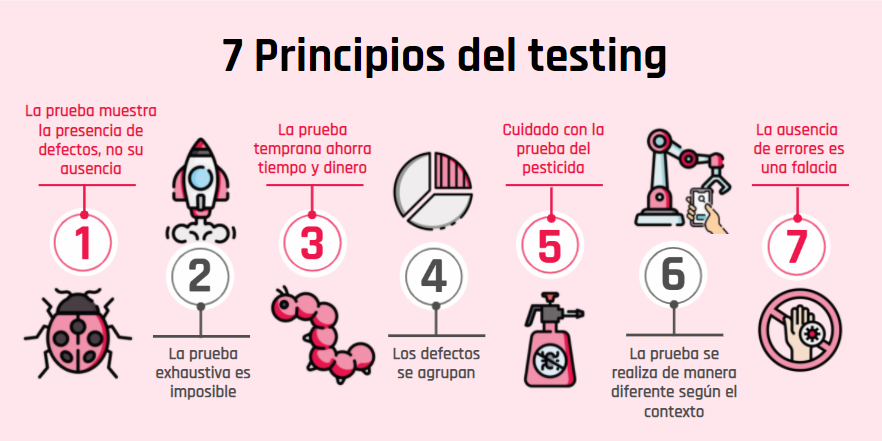 7 Principios del testing
La prueba muestra
la presencia de
defectos, no su
ausencia
1
2
La prueba
exhaustiva es
imposible
La prueba
temprana ahorra
tiempo y dinero
3
4
Los defectos
se agrupan
Cuidado con la
prueba del
pesticida
5
6
La prueba se
realiza de manera
diferente según el
contexto
La ausencia
de errores es
una falacia
7